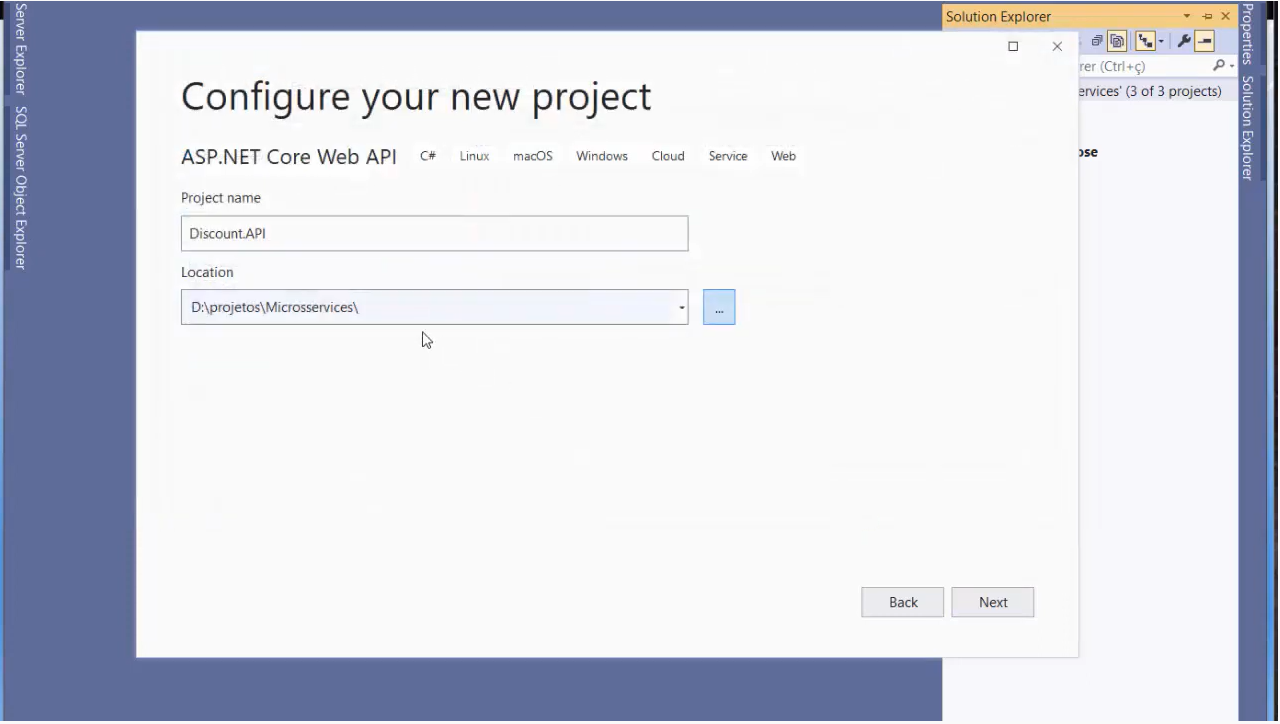 Server Explorer
SQL Server Object Explorer
Solution Explorer
rer (Ctrl+ç)
ervices' (3 of 3 projects)
ose
Properties
Solution Explorer
Configure your new project
ASP.NET Core Web API C# Linux macOS Windows Cloud Service Web
Project name
Discount.API
Location
D:\projetos\Microsservices\
...
Back Next